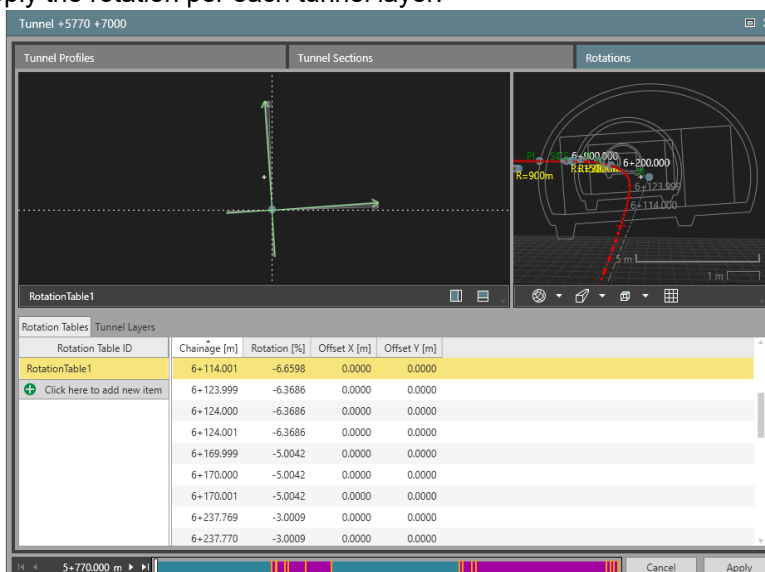 ply the rotation per each tunnel layer.
Tunnel +5770 +7000
Tunnel Profiles Tunnel Sections Rotations
6+200.000
R=900m
6+123.999
6+114.000
5 m
1 m
RotationTable1
Rotation Tables Tunnel Layers
Rotation Table ID Chainage [m] Rotation [%] Offset X [m] Offset Y [m]
RotationTable1 6+114.001 -6.6598 0.0000 0.0000
Click here to add new item 6+123.999 -6.3686 0.0000 0.0000
6+124.000 -6.3686 0.0000 0.0000
6+124.001 -6.3686 0.0000 0.0000
6+169.999 -5.0042 0.0000 0.0000
6+170.000 -5.0042 0.0000 0.0000
6+170.001 -5.0042 0.0000 0.0000
6+237.769 -3.0009 0.0000 0.0000
6+237.770 -3.0009 0.0000 0.0000
5+770.000 m Cancel Apply